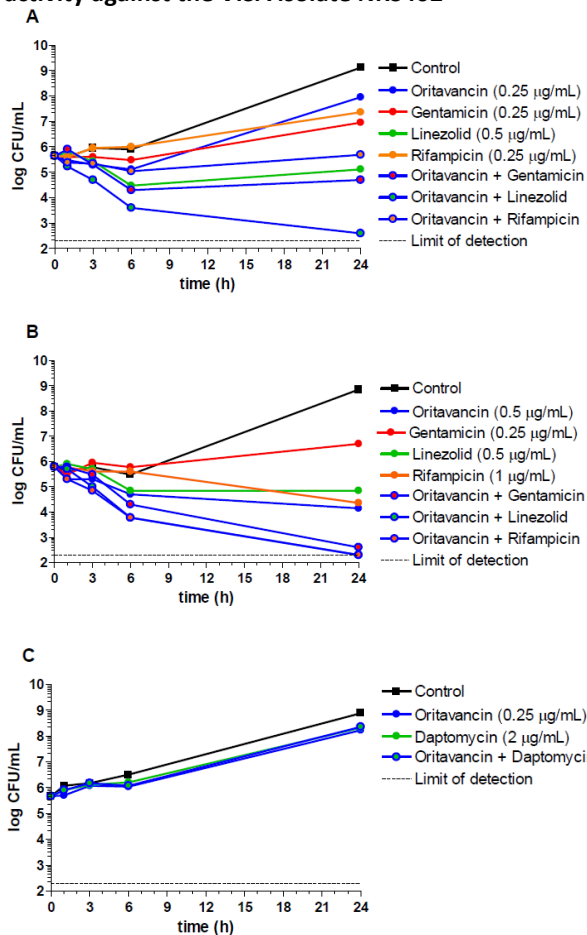 activity against the VISA isolate NRS402
A
10
9
8
7
6
5
4
3
2
log CFU/mL
0 3 6 9 12 15 18 21 24
time (h)
Control
Oritavancin (0.25 μg/mL)
Gentamicin (0.25 μg/mL)
Linezolid (0.5 μg/mL)
Rifampicin (0.25 μg/mL)
Oritavancin + Gentamicin
Oritavancin + Linezolid
Oritavancin + Rifampicin
Limit of detection
B
10
9
8
7
6
5
4
3
2
log CFU/mL
0 3 6 9 12 15 18 21 24
time (h)
Control
Oritavancin (0.5 μg/mL)
Gentamicin (0.25 μg/mL)
Linezolid (0.5 μg/mL)
Rifampicin (1 μg/mL)
Oritavancin + Gentamicin
Oritavancin + Linezolid
Oritavancin + Rifampicin
Limit of detection
C
10
9
8
7
6
5
4
3
2
log CFU/mL
0 3 6 9 12 15 18 21 24
time (h)
Control
Oritavancin (0.25 μg/mL)
Daptomycin (2 μg/mL)
Oritavancin + Daptomyci
Limit of detection